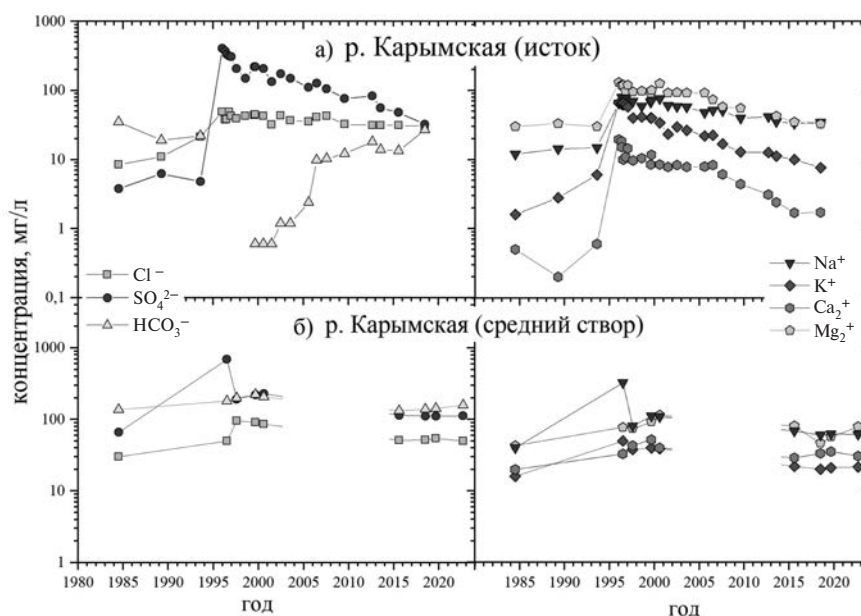 1000
100
10
1
0,1
а) р. Карымская (исток)
концентрация, мг/л
Cl⁻
SO₄²⁻
HCO₃⁻
Na⁺
K⁺
Ca₂⁺
Mg₂⁺
б) р. Карымская (средний створ)
1000
100
10
1
1980 1985 1990 1995 2000 2005 2010 2015 2020
1985 1990 1995 2000 2005 2010 2015 2020
год
год